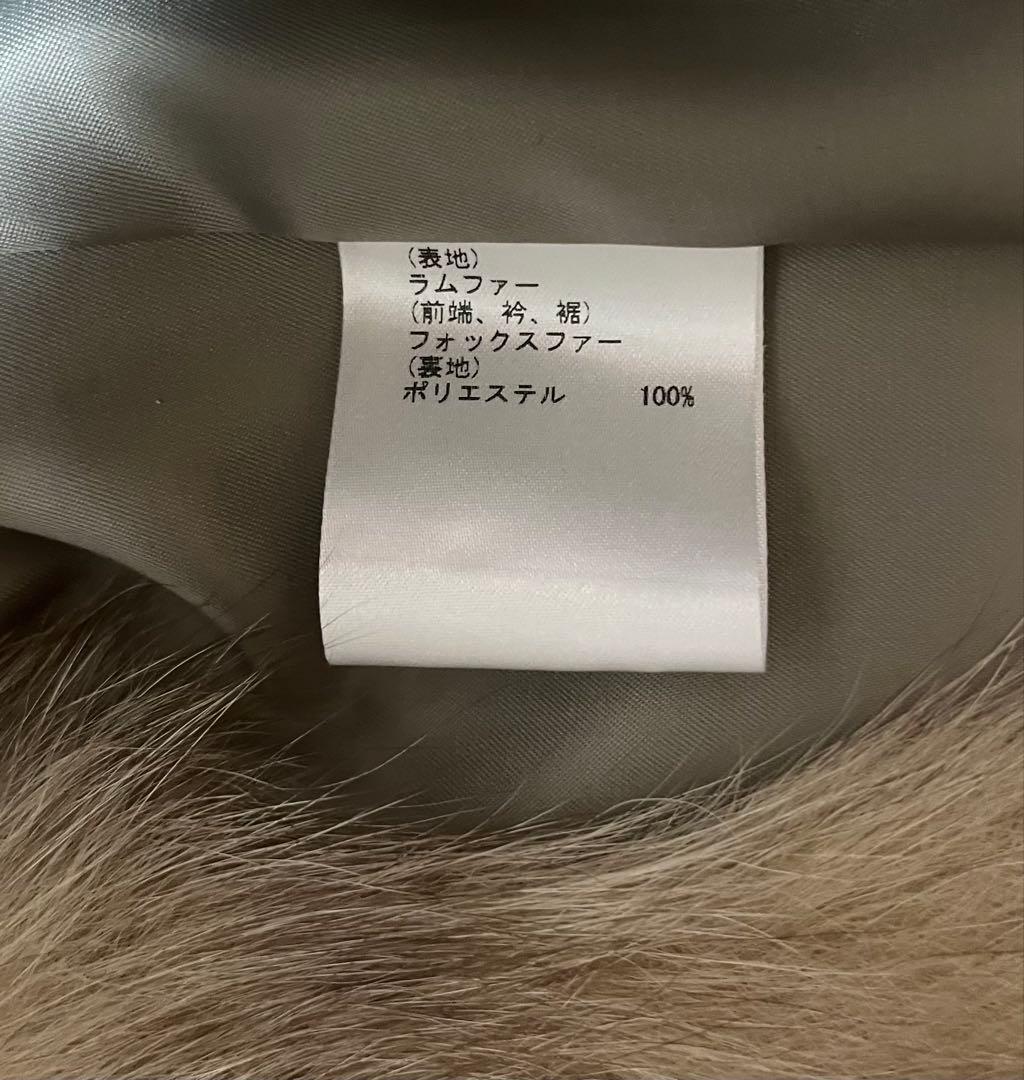 (表地)
ラムファー
(前端、衿、裾)
フォックスファー
(裏地)
ポリエステル 100%